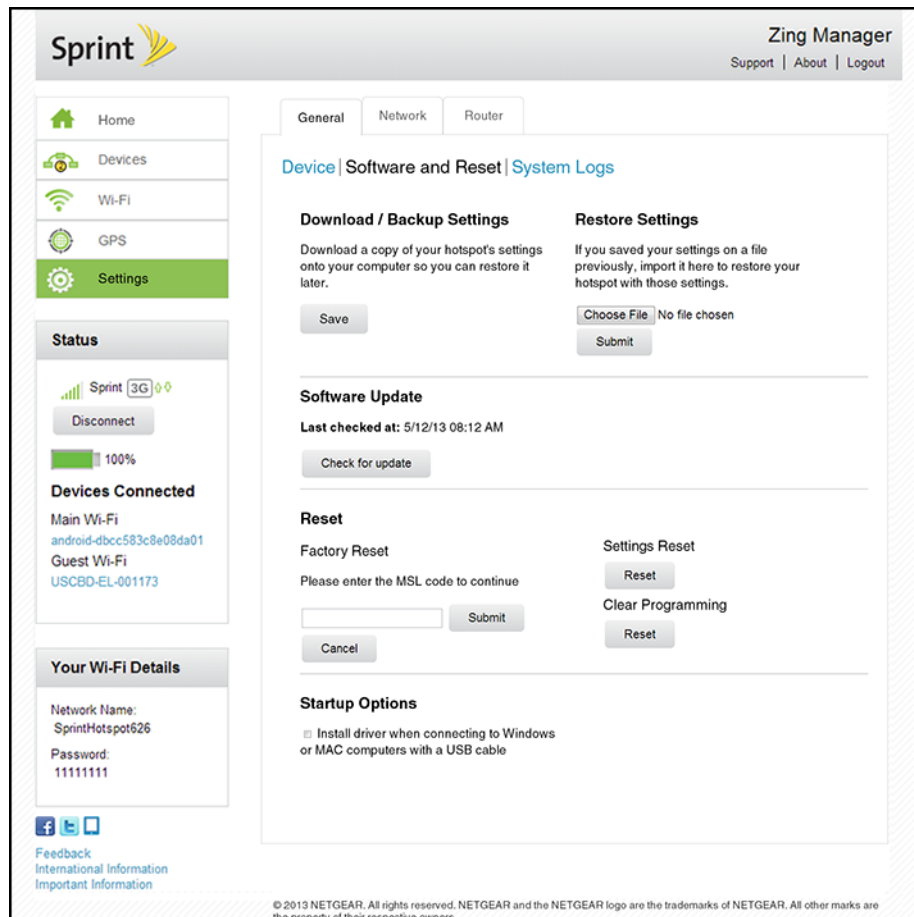 Sprint
Zing Manager
Support | About | Logout
Home
Devices
Wi-Fi
GPS
Settings
Status
Sprint 3G
Disconnect
100%
Devices Connected
Main Wi-Fi
android-dbcc583c8e08da01
Guest Wi-Fi
USCBD-EL-001173
Your Wi-Fi Details
Network Name:
SprintHotspot626
Password:
11111111
Feedback
International Information
Important Information
General Network Router
Device | Software and Reset | System Logs
Download / Backup Settings
Download a copy of your hotspot's settings
onto your computer so you can restore it
later.
Save
Restore Settings
If you saved your settings on a file
previously, import it here to restore your
hotspot with those settings.
Choose File No file chosen
Submit
Software Update
Last checked at: 5/12/13 08:12 AM
Check for update
Reset
Factory Reset
Please enter the MSL code to continue
Submit
Cancel
Settings Reset
Reset
Clear Programming
Reset
Startup Options
Install driver when connecting to Windows
or MAC computers with a USB cable
© 2013 NETGEAR. All rights reserved. NETGEAR and the NETGEAR logo are the trademarks of NETGEAR. All other marks are
the property of their respective owners